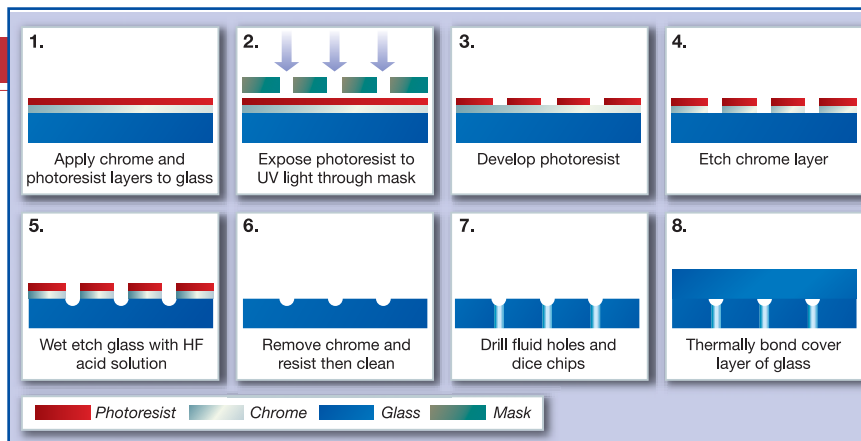 1.
Apply chrome and
photoresist layers to glass
2.
Expose photoresist to
UV light through mask
3.
Develop photoresist
4.
Etch chrome layer
5.
Wet etch glass with HF
acid solution
6.
Remove chrome and
resist then clean
7.
Drill fluid holes and
dice chips
8.
Thermally bond cover
layer of glass
Photoresist Chrome Glass Mask